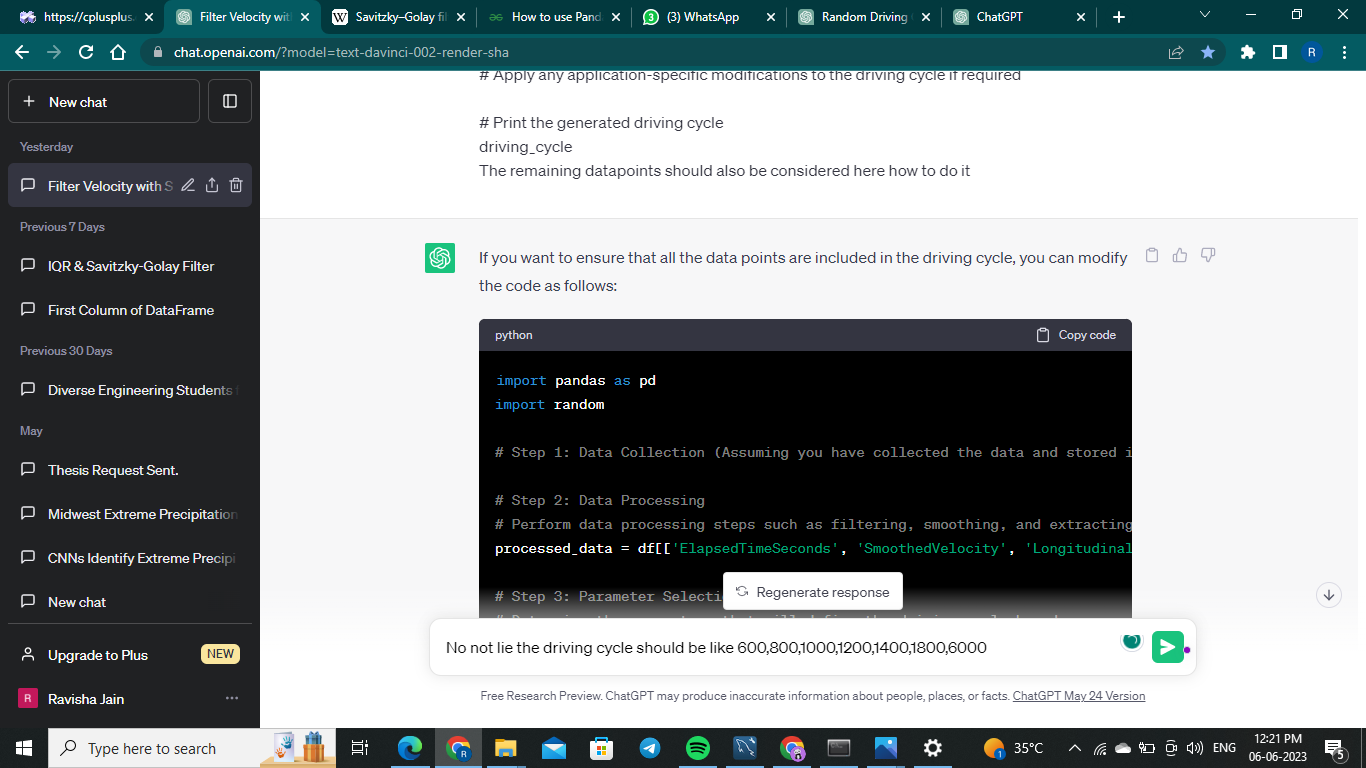 https://cplusplus.
Filter Velocity wit
Savitzky–Golay fil
How to use Pand
(3) WhatsApp
Random Driving
ChatGPT
chat.openai.com/?model=text-davinci-002-render-sha
R
New chat
Yesterday
Filter Velocity with S
Previous 7 Days
IQR & Savitzky-Golay Filter
First Column of DataFrame
Previous 30 Days
Diverse Engineering Students
May
Thesis Request Sent.
Midwest Extreme Precipitation
CNNs Identify Extreme Precipi
New chat
Upgrade to Plus
NEW
R
Ravisha Jain
# Apply any application-specific modifications to the driving cycle if required
# Print the generated driving cycle
driving_cycle
The remaining datapoints should also be considered here how to do it
If you want to ensure that all the data points are included in the driving cycle, you can modify
the code as follows:
python
Copy code
import pandas as pd
import random
# Step 1: Data Collection (Assuming you have collected the data and stored i
# Step 2: Data Processing
# Perform data processing steps such as filtering, smoothing, and extracting
processed_data = df[['ElapsedTimeSeconds', 'SmoothedVelocity', 'Longitudinal
# Step 3: Parameter Selecti
Regenerate response
No not lie the driving cycle should be like 600,800,1000,1200,1400,1800,6000
Free Research Preview. ChatGPT may produce inaccurate information about people, places, or facts. ChatGPT May 24 Version
Type here to search
1
35°C
ENG
12:21 PM
06-06-2023
5